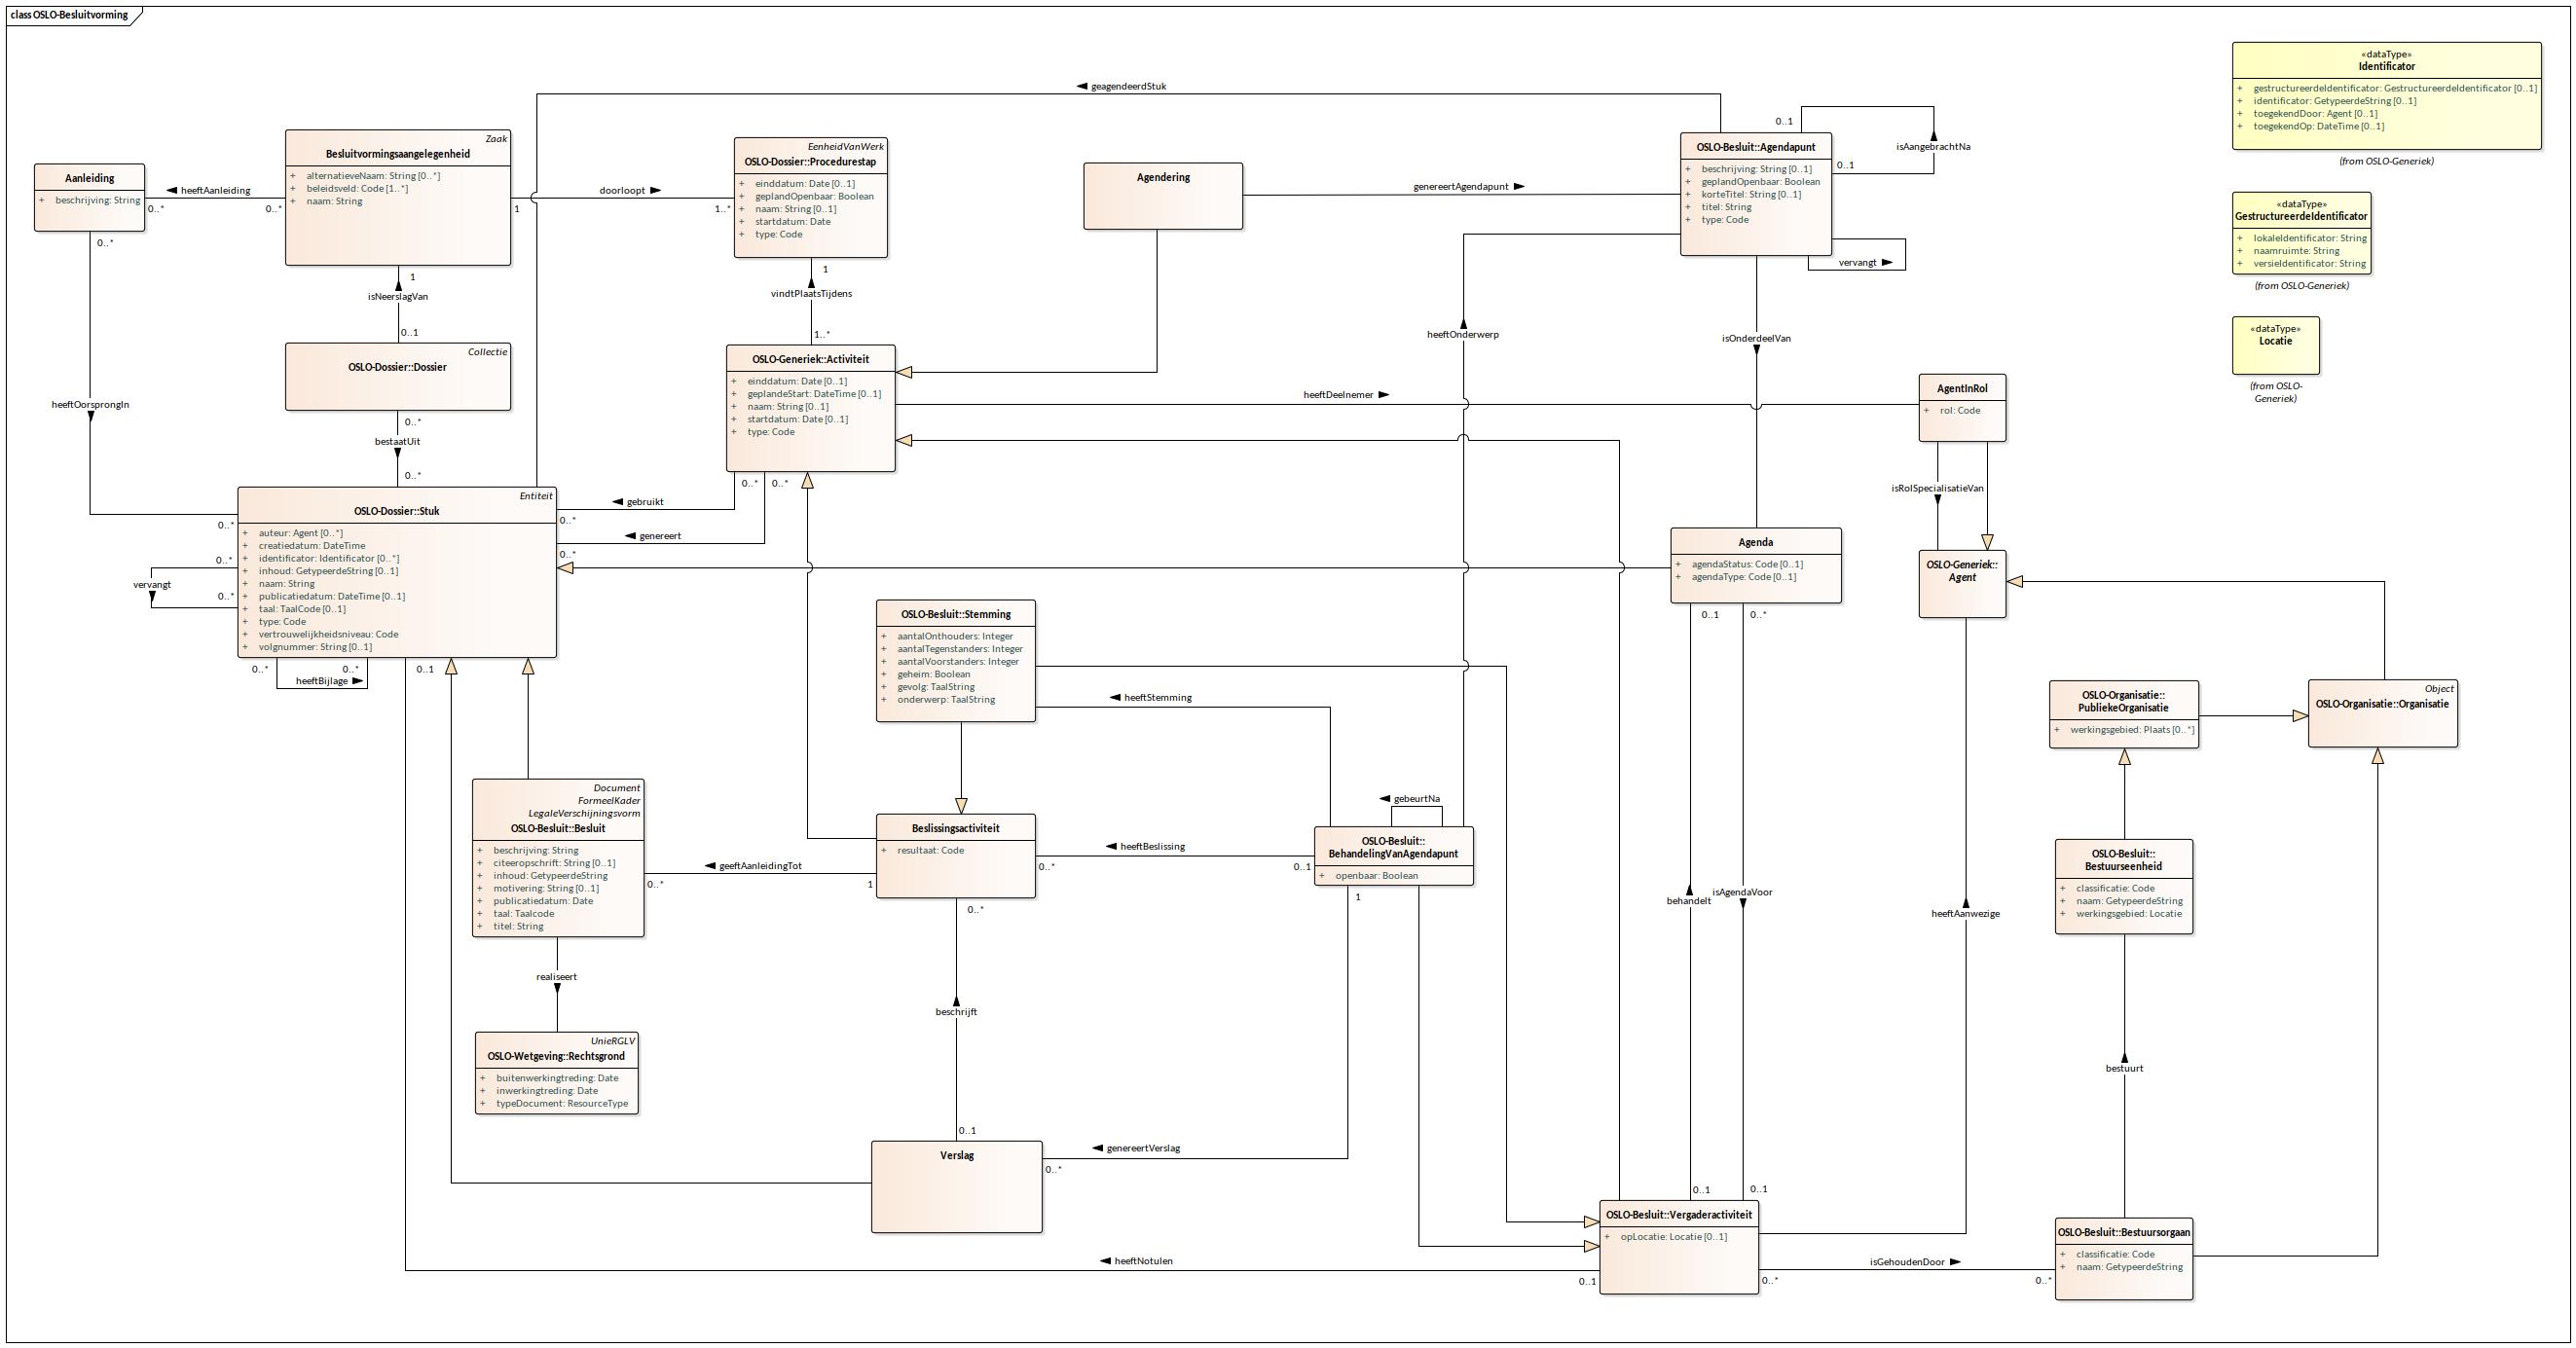 class OSLO-Besluitvorming
«dataType»
Identificator
+ gestructureerdeIdentificator: GestructureerdeIdentificator [0..1]
+ identificator: GetypeerdeString [0..1]
+ toegekendDoor: Agent [0..1]
+ toegekendOp: DateTime [0..1]
(from OSLO-Generiek)
«dataType»
GestructureerdeIdentificator
+ lokaleIdentificator: String
+ naamruimte: String
+ versieIdentificator: String
(from OSLO-Generiek)
«dataType»
Locatie
(from OSLO-
Generiek)
geagendeerdStuk
Aanleiding
+ beschrijving: String
0..*
heeftAanleiding
0..*
0..*
heeftOorsprongIn
0..*
Zaak
Besluitvormingsaangelegenheid
+ alternatieveNaam: String [0..*]
+ beleidsveld: Code [1..*]
+ naam: String
1
doorloopt
1..*
1
isNeerslagVan
0..1
EenheidVanWerk
OSLO-Dossier::Procedurestap
+ einddatum: Date [0..1]
+ geplandOpenbaar: Boolean
+ naam: String [0..1]
+ startdatum: Date
+ type: Code
1
vindtPlaatsTijdens
1..*
Agendering
genereertAgendapunt
OSLO-Besluit::Agendapunt
+ beschrijving: String [0..1]
+ geplandOpenbaar: Boolean
+ korteTitel: String [0..1]
+ titel: String
+ type: Code
0..1
isAangebrachtNa
0..1
vervangt
heeftOnderwerp
isOnderdeelVan
Collectie
OSLO-Dossier::Dossier
0..*
bestaatUit
0..*
OSLO-Generiek::Activiteit
+ einddatum: Date [0..1]
+ geplandeStart: DateTime [0..1]
+ naam: String [0..1]
+ startdatum: Date [0..1]
+ type: Code
heeftDeelnemer
0..*
0..*
gebruikt
0..*
genereert
0..*
AgentInRol
+ rol: Code
isRolSpecialisatieVan
OSLO-Generiek::
Agent
Entiteit
OSLO-Dossier::Stuk
+ auteur: Agent [0..*]
+ creatiedatum: DateTime
+ identificator: Identificator [0..*]
+ inhoud: GetypeerdeString [0..1]
+ naam: String
+ publicatiedatum: DateTime [0..1]
+ taal: TaalCode [0..1]
+ type: Code
+ vertrouwelijkheidsniveau: Code
+ volgnummer: String [0..1]
0..*
vervangt
0..*
0..*
heeftBijlage
0..*
0..1
Agenda
+ agendaStatus: Code [0..1]
+ agendaType: Code [0..1]
0..1
0..*
behandelt
isAgendaVoor
0..1
0..1
OSLO-Besluit::Stemming
+ aantalOnthouders: Integer
+ aantalTegenstanders: Integer
+ aantalVoorstanders: Integer
+ geheim: Boolean
+ gevolg: TaalString
+ onderwerp: TaalString
heeftStemming
OSLO-Organisatie::
PubliekeOrganisatie
+ werkingsgebied: Plaats [0..*]
Object
OSLO-Organisatie::Organisatie
Document
FormeelKader
LegaleVerschijningsvorm
OSLO-Besluit::Besluit
+ beschrijving: String
+ citeeropschrift: String [0..1]
+ inhoud: GetypeerdeString
+ motivering: String [0..1]
+ publicatiedatum: Date
+ taal: Taalcode
+ titel: String
0..*
geeftAanleidingTot
1
realiseert
Beslissingsactiviteit
+ resultaat: Code
0..*
heeftBeslissing
0..1
0..*
beschrijft
0..1
gebeurtNa
OSLO-Besluit::
BehandelingVanAgendapunt
+ openbaar: Boolean
1
OSLO-Besluit::
Bestuurseenheid
+ classificatie: Code
+ naam: GetypeerdeString
+ werkingsgebied: Locatie
heeftAanwezige
bestuurt
UnieRGLV
OSLO-Wetgeving::Rechtsgrond
+ buitenwerkingtreding: Date
+ inwerkingtreding: Date
+ typeDocument: ResourceType
Verslag
genereertVerslag
0..*
OSLO-Besluit::Vergaderactiviteit
+ opLocatie: Locatie [0..1]
heeftNotulen
0..1
isGehoudenDoor
0..*
0..*
OSLO-Besluit::Bestuursorgaan
+ classificatie: Code
+ naam: GetypeerdeString